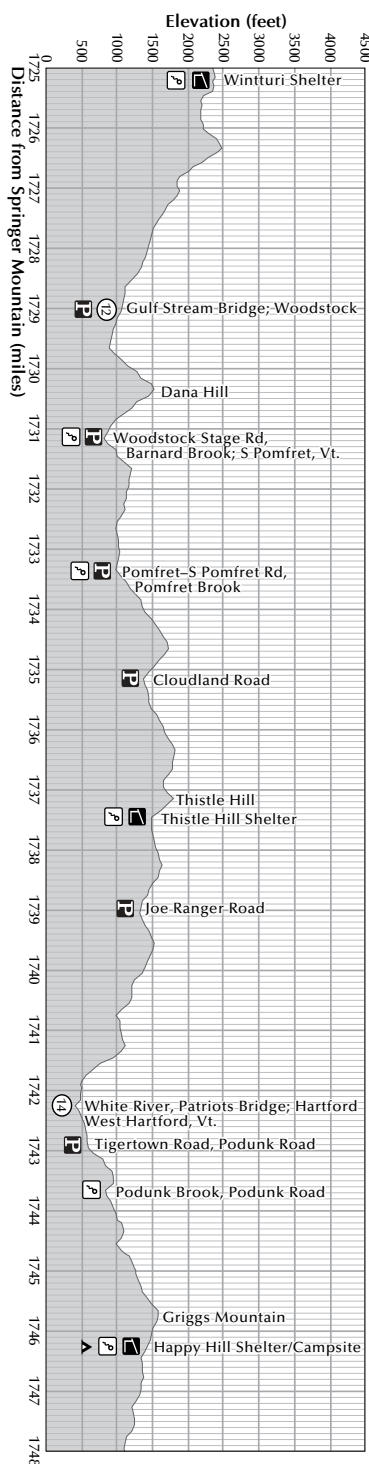 Elevation (feet)
500
1000
1500
2000
2500
3000
3500
4000
4500
Distance from Springer Mountain (miles)
1725
Wintturi Shelter
1726
1727
1728
1729
12
P
Gulf Stream Bridge; Woodstock
1730
Dana Hill
1731
P
Woodstock Stage Rd,
Barnard Brook; S Pomfret, Vt.
1732
1733
P
Pomfret–S Pomfret Rd,
Pomfret Brook
1734
1735
P
Cloudland Road
1736
1737
Thistle Hill
Thistle Hill Shelter
1738
1739
P
Joe Ranger Road
1740
1741
1742
14
White River, Patriots Bridge; Hartford
West Hartford, Vt.
1743
P
Tigertown Road, Podunk Road
Podunk Brook, Podunk Road
1744
1745
Griggs Mountain
1746
Happy Hill Shelter/Campsite
1747
1748